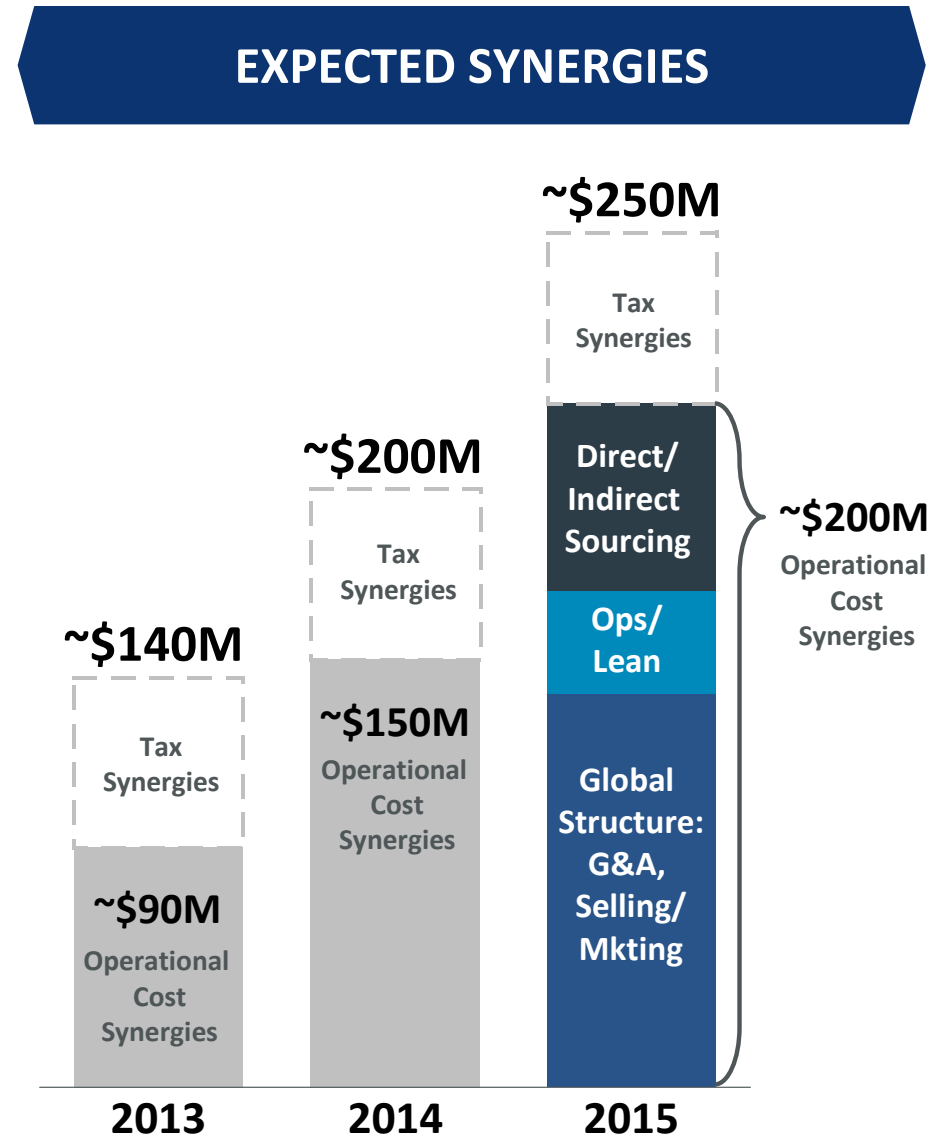 EXPECTED SYNERGIES
~$140M
Tax
Synergies
~$90M
Operational
Cost
Synergies
2013
~$200M
Tax
Synergies
~$150M
Operational
Cost
Synergies
2014
~$250M
Tax
Synergies
Direct/
Indirect
Sourcing
Ops/
Lean
Global
Structure:
G&A,
Selling/
Mkting
2015
~$200M
Operational
Cost
Synergies